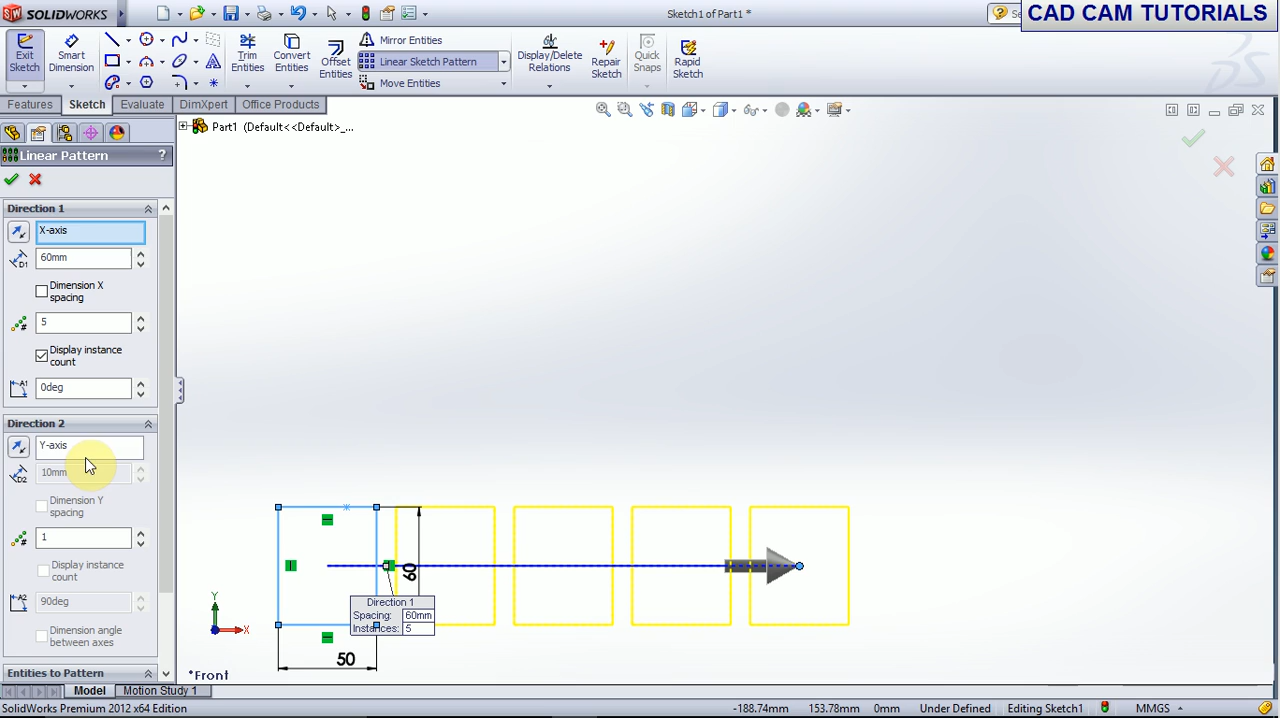 SOLIDWORKS
Sketch1 of Part1 *
CAD CAM TUTORIALS
Exit Sketch
Smart Dimension
Trim Entities
Convert Entities
Offset Entities
Mirror Entities
Linear Sketch Pattern
Move Entities
Display/Delete Relations
Repair Sketch
Quick Snaps
Rapid Sketch
Features
Sketch
Evaluate
DimXpert
Office Products
Part1 (Default<<Default>_...
Linear Pattern
?
Direction 1
X-axis
60mm
Dimension X
spacing
5
Display instance
count
0deg
Direction 2
Y-axis
10mm
Dimension Y
spacing
1
Display instance
count
90deg
Dimension angle
between axes
Entities to Pattern
60
Direction 1
Spacing: 60mm
Instances: 5
50
Y
X
*Front
Model
Motion Study 1
SolidWorks Premium 2012 x64 Edition
-188.74mm
153.78mm
0mm
Under Defined
Editing Sketch1
MMGS